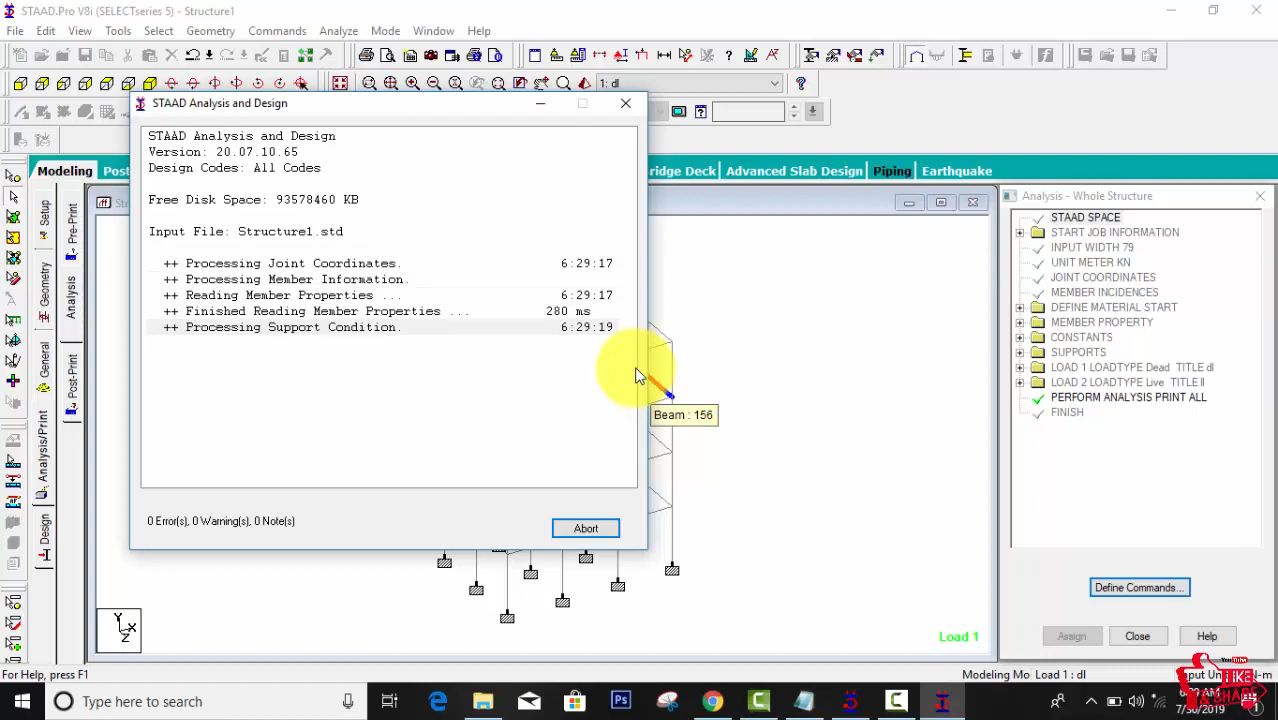 STAAD.Pro V8i (SELECTseries 5) - Structure1
File Edit View Tools Select Geometry Commands Analyze Mode Window Help
1: dl
STAAD Analysis and Design
Modeling Post
ridge Deck Advanced Slab Design Piping Earthquake
STAAD Analysis and Design
Version: 20.07.10.65
Design Codes: All Codes
Free Disk Space: 93578460 KB
Input File: Structure1.std
++ Processing Joint Coordinates. 6:29:17
++ Processing Member Information.
++ Reading Member Properties ... 6:29:17
++ Finished Reading Member Properties ... 280 ms
++ Processing Support Condition. 6:29:19
0 Error(s), 0 Warning(s), 0 Note(s)
Abort
Beam : 156
Setup
Geometry
General
Analysis/Print
Design
Pre-Print
Analysis
Post-Print
Y
X
Z
Load 1
Analysis - Whole Structure
STAAD SPACE
START JOB INFORMATION
INPUT WIDTH 79
UNIT METER KN
JOINT COORDINATES
MEMBER INCIDENCES
DEFINE MATERIAL START
MEMBER PROPERTY
CONSTANTS
SUPPORTS
LOAD 1 LOADTYPE Dead TITLE dl
LOAD 2 LOADTYPE Live TITLE ll
PERFORM ANALYSIS PRINT ALL
FINISH
Define Commands...
Assign Close Help
For Help, press F1
Modeling Mo Load 1 : dl
Type here to search
7/30/2019
YouTube
LIKE
& SHARE